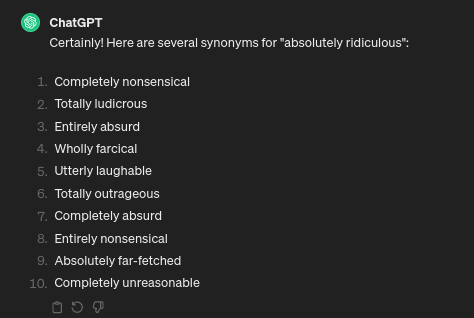 ChatGPT
Certainly! Here are several synonyms for "absolutely ridiculous":
1. Completely nonsensical
2. Totally ludicrous
3. Entirely absurd
4. Wholly farcical
5. Utterly laughable
6. Totally outrageous
7. Completely absurd
8. Entirely nonsensical
9. Absolutely far-fetched
10. Completely unreasonable